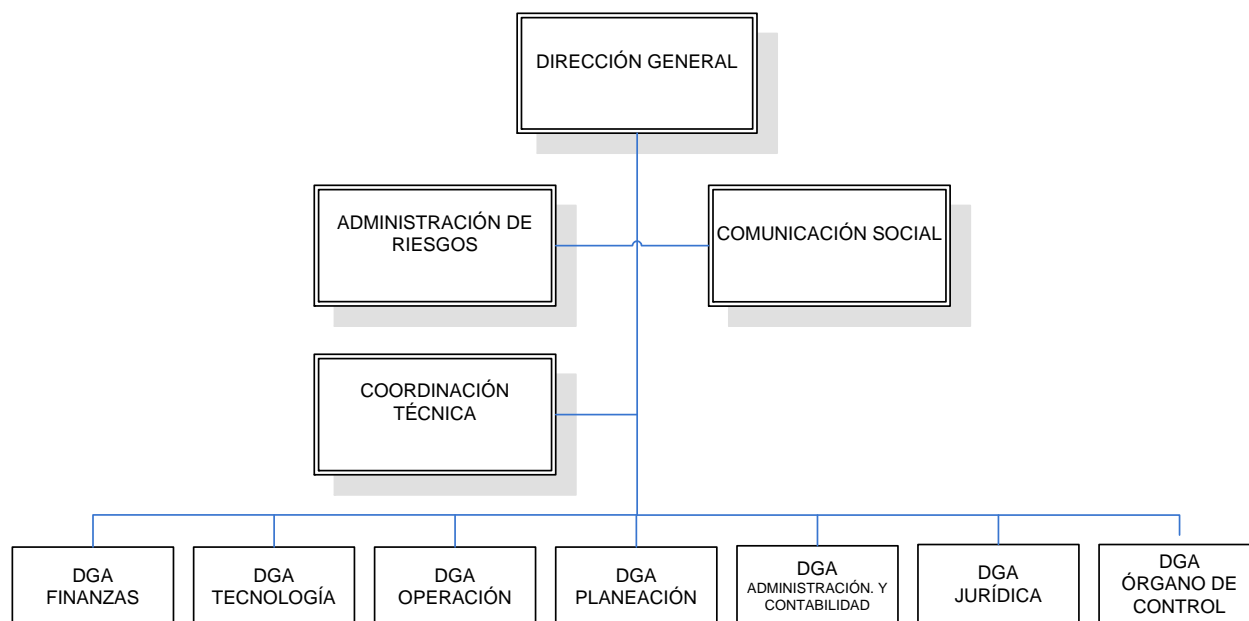 DIRECCIÓN GENERAL
ADMINISTRACIÓN DE
RIESGOS
COMUNICACIÓN SOCIAL
COORDINACIÓN
TÉCNICA
DGA
FINANZAS
DGA
TECNOLOGÍA
DGA
OPERACIÓN
DGA
PLANEACIÓN
DGA
ADMINISTRACIÓN. Y
CONTABILIDAD
DGA
JURÍDICA
DGA
ÓRGANO DE
CONTROL